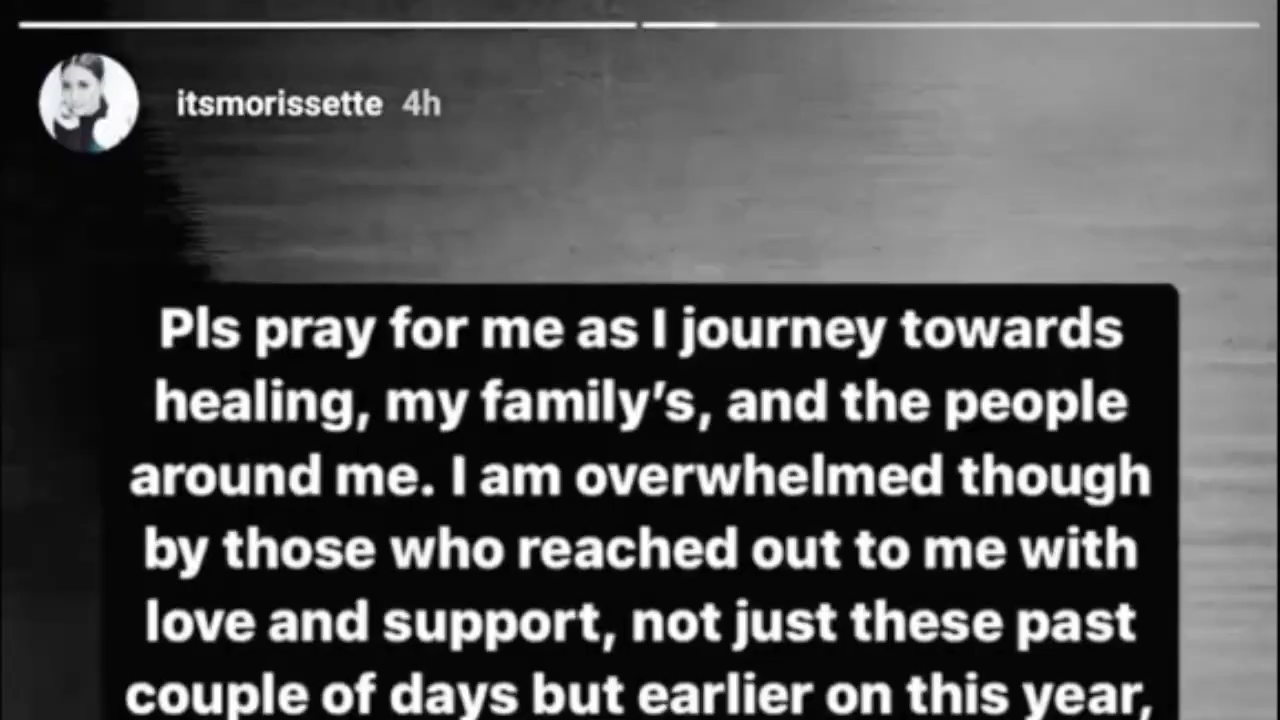 itsmorissette 4h
Pls pray for me as I journey towards
healing, my family’s, and the people
around me. I am overwhelmed though
by those who reached out to me with
love and support, not just these past
couple of days but earlier on this year,